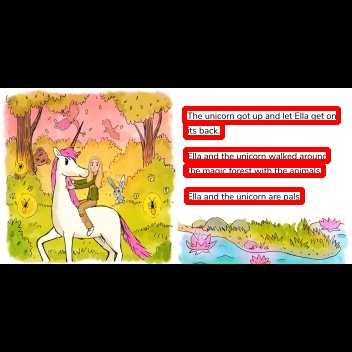 The unicorn got up and let Ella get on
its back.
Ella and the unicorn walked around
the magic forest with the animals.
Ella and the unicorn are pals.